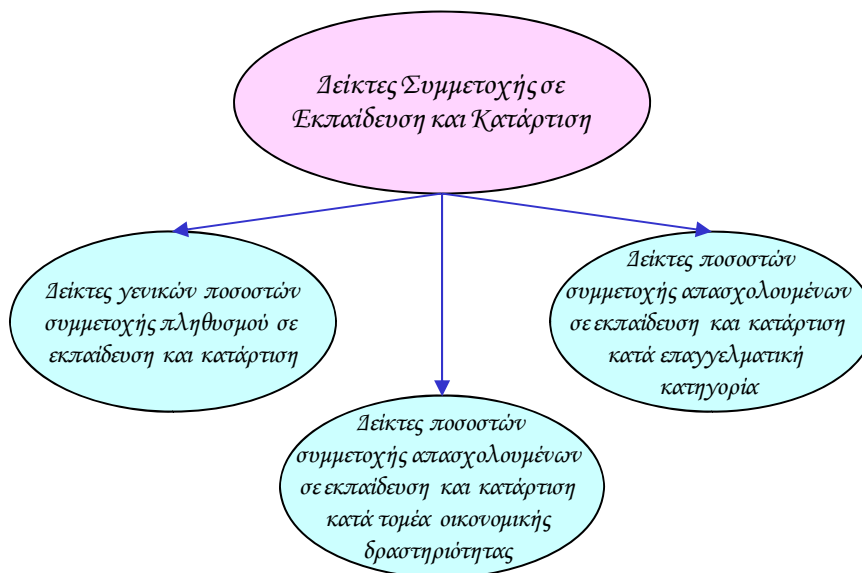 Δείκτες Συμμετοχής σε
Εκπαίδευση και Κατάρτιση
Δείκτες γενικών ποσοστών
συμμετοχής πληθυσμού σε
εκπαίδευση και κατάρτιση
Δείκτες ποσοστών
συμμετοχής απασχολουμένων
σε εκπαίδευση και κατάρτιση
κατά επαγγελματική
κατηγορία
Δείκτες ποσοστών
συμμετοχής απασχολουμένων
σε εκπαίδευση και κατάρτιση
κατά τομέα οικονομικής
δραστηριότητας